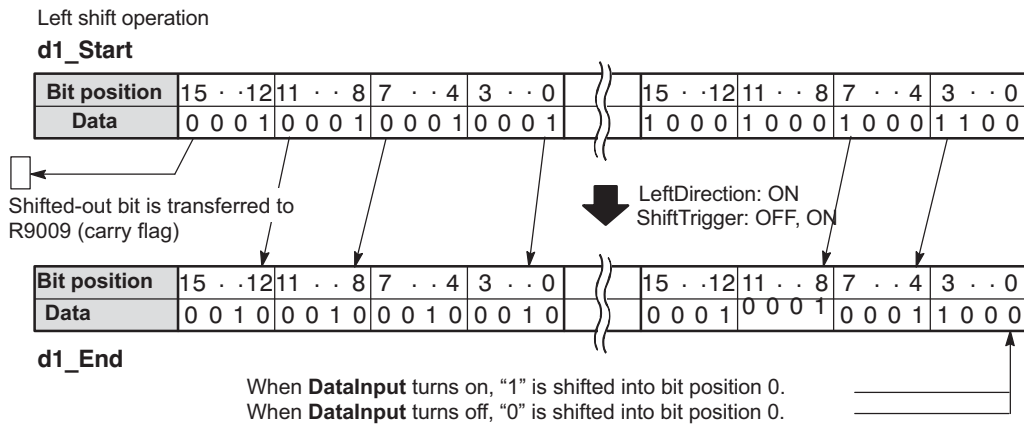 Left shift operation
d1_Start
Bit position 15 · ·12 11 · · 8 7 · · 4 3 · · 0 15 · ·12 11 · · 8 7 · · 4 3 · · 0
Data 0 0 0 1 0 0 0 1 0 0 0 1 0 0 0 1 1 0 0 0 1 0 0 0 1 0 0 0 1 1 0 0
LeftDirection: ON
ShiftTrigger: OFF, ON
Shifted-out bit is transferred to
R9009 (carry flag)
Bit position 15 · ·12 11 · · 8 7 · · 4 3 · · 0 15 · ·12 11 · · 8 7 · · 4 3 · · 0
Data 0 0 1 0 0 0 1 0 0 0 1 0 0 0 1 0 0 0 0 1 0 0 0 1 0 0 0 1 1 0 0 0
d1_End
When DataInput turns on, “1” is shifted into bit position 0.
When DataInput turns off, “0” is shifted into bit position 0.